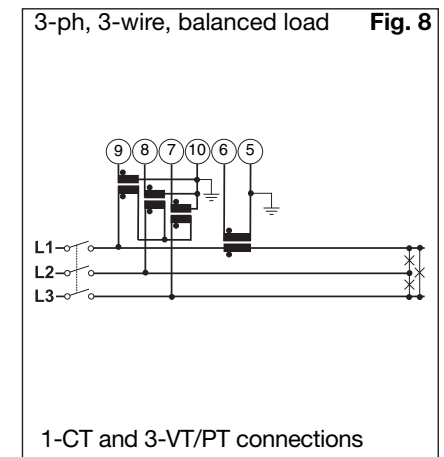 3-ph, 3-wire, balanced load Fig. 8
9 8 7 10 6 5
L1
L2
L3
1-CT and 3-VT/PT connections